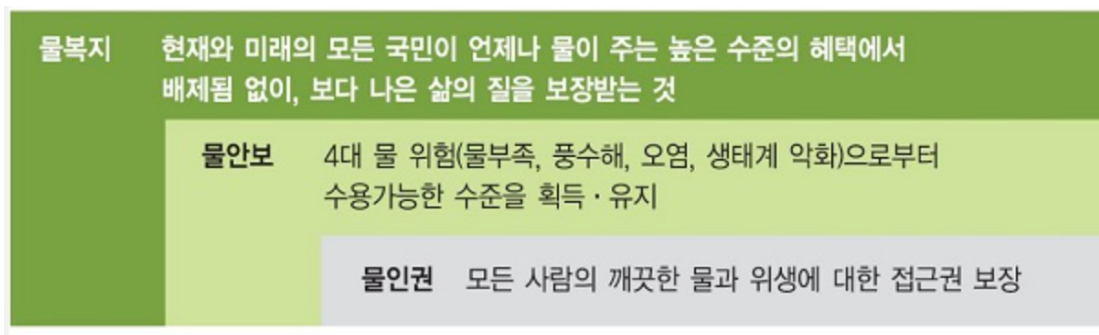 물복지 현재와 미래의 모든 국민이 언제나 물이 주는 높은 수준의 혜택에서
배제됨 없이, 보다 나은 삶의 질을 보장받는 것
물안보 4대 물 위험(물부족, 풍수해, 오염, 생태계 악화)으로부터
수용가능한 수준을 획득·유지
물인권 모든 사람의 깨끗한 물과 위생에 대한 접근권 보장